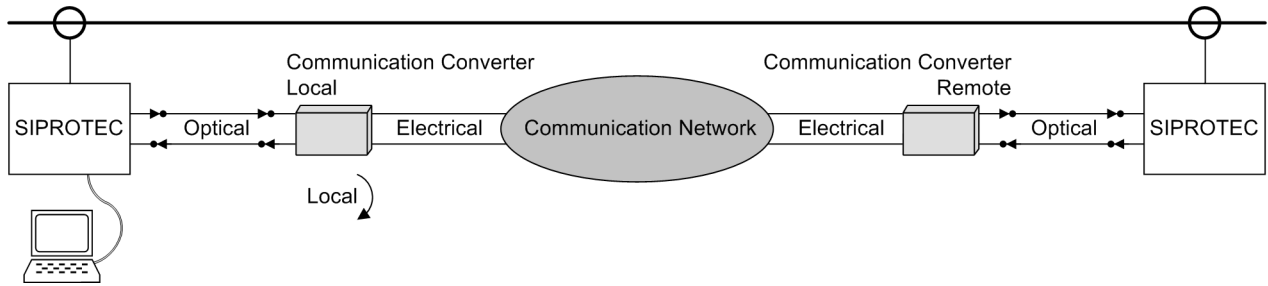 Communication Converter
Local
Communication Converter
Remote
SIPROTEC
Optical
Electrical
Communication Network
Electrical
Optical
SIPROTEC
Local